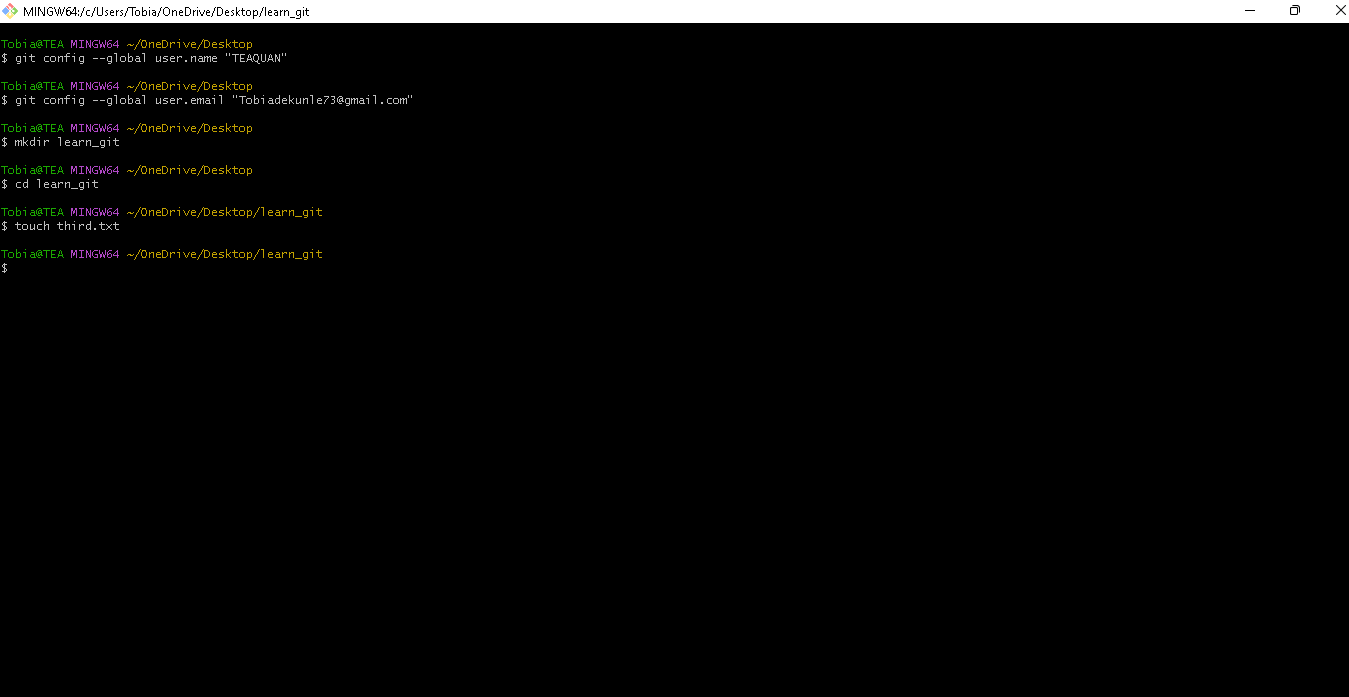 MINGW64:/c/Users/Tobia/OneDrive/Desktop/learn_git
Tobia@TEA MINGW64 ~/OneDrive/Desktop
$ git config --global user.name "TEAQUAN"
Tobia@TEA MINGW64 ~/OneDrive/Desktop
$ git config --global user.email "Tobiadekunle73@gmail.com"
Tobia@TEA MINGW64 ~/OneDrive/Desktop
$ mkdir learn_git
Tobia@TEA MINGW64 ~/OneDrive/Desktop
$ cd learn_git
Tobia@TEA MINGW64 ~/OneDrive/Desktop/learn_git
$ touch third.txt
Tobia@TEA MINGW64 ~/OneDrive/Desktop/learn_git
$